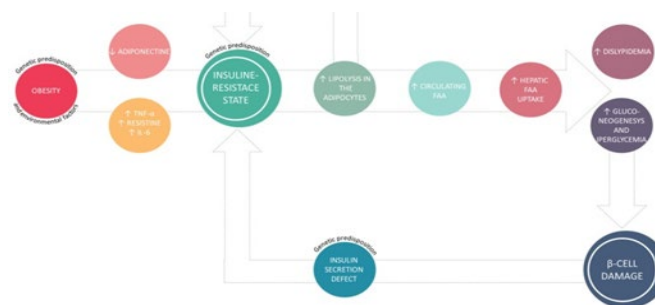 Genetic predisposition
OBESITY
and environmental factors
↓ ADIPONECTINE
↑ TNF-α
↑ RESISTINE
↑ IL-6
Genetic predisposition
INSULINE-
RESISTACE
STATE
↑ LIPOLYSIS IN
THE
ADIPOCYTES
↑ CIRCULATING
FAA
↑ HEPATIC
FAA
UPTAKE
↑ DISLYPIDEMIA
↑ GLUCO-
NEOGENESYS
AND
IPERGLYCEMIA
Genetic predisposition
INSULIN
SECRETION
DEFECT
β-CELL
DAMAGE